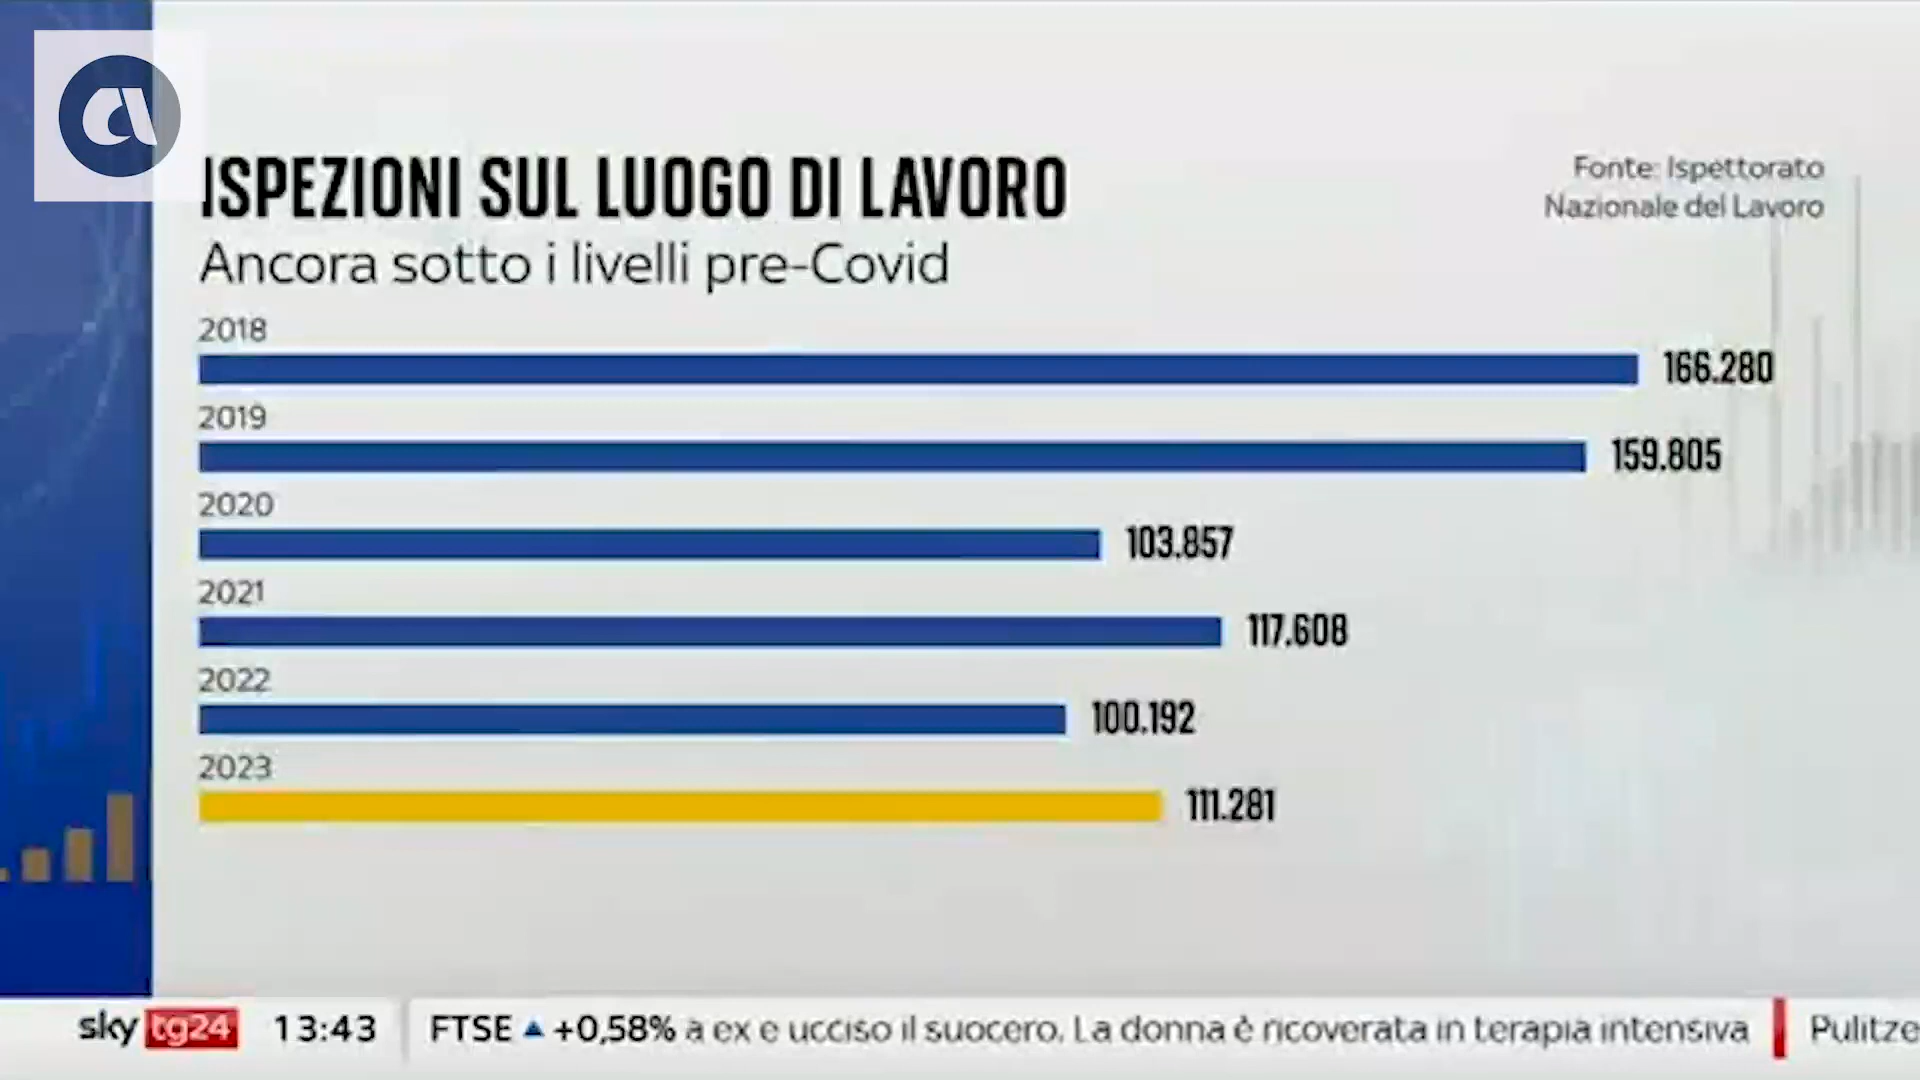 ISPEZIONI SUL LUOGO DI LAVORO
Ancora sotto i livelli pre-Covid
Fonte: Ispettorato
Nazionale del Lavoro
2018
166.280
2019
159.805
2020
103.857
2021
117.608
2022
100.192
2023
111.281
sky tg24 13:43 FTSE ▲ +0,58% a ex e ucciso il suocero. La donna è ricoverata in terapia intensiva | Pulitze